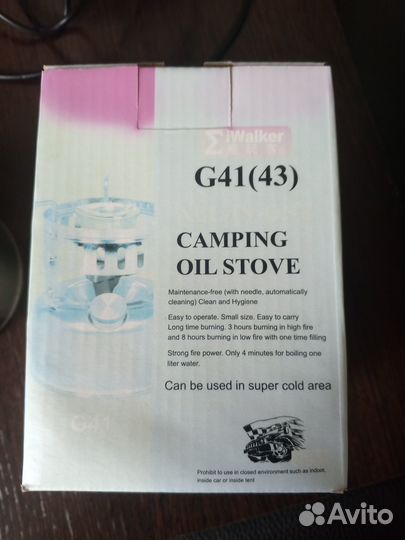 iWalker
G41(43)
CAMPING
OIL STOVE
Maintenance-free (with needle, automatically
cleaning) Clean and Hygiene
Easy to operate. Small size. Easy to carry
Long time burning. 3 hours burning in high fire
and 8 hours burning in low fire with one time filling
Strong fire power. Only 4 minutes for boiling one
liter water.
Can be used in super cold area
G41
Prohibit to use in closed environment such as indoor,
inside car or inside tent
Avito